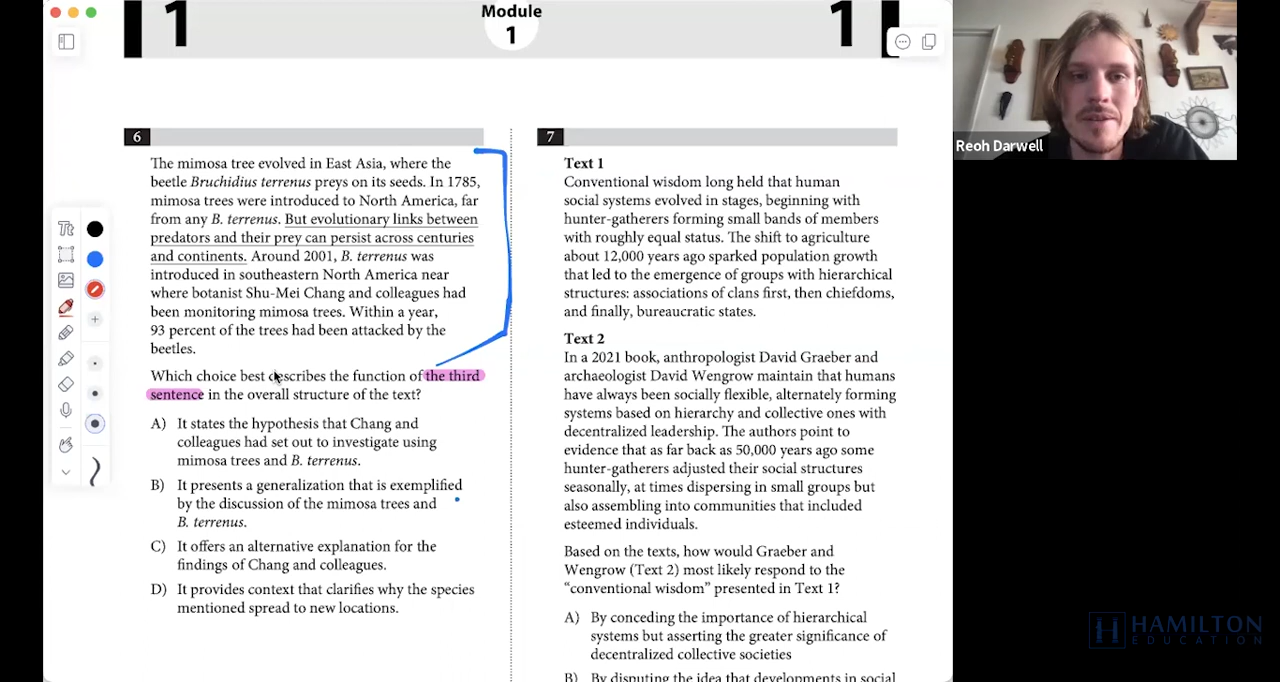 1
Module
1
1
6
The mimosa tree evolved in East Asia, where the
beetle Bruchidius terrenus preys on its seeds. In 1785,
mimosa trees were introduced to North America, far
from any B. terrenus. But evolutionary links between
predators and their prey can persist across centuries
and continents. Around 2001, B. terrenus was
introduced in southeastern North America near
where botanist Shu-Mei Chang and colleagues had
been monitoring mimosa trees. Within a year,
93 percent of the trees had been attacked by the
beetles.
Which choice best describes the function of the third
sentence in the overall structure of the text?
A) It states the hypothesis that Chang and
colleagues had set out to investigate using
mimosa trees and B. terrenus.
B) It presents a generalization that is exemplified
by the discussion of the mimosa trees and
B. terrenus.
C) It offers an alternative explanation for the
findings of Chang and colleagues.
D) It provides context that clarifies why the species
mentioned spread to new locations.
7
Text 1
Conventional wisdom long held that human
social systems evolved in stages, beginning with
hunter-gatherers forming small bands of members
with roughly equal status. The shift to agriculture
about 12,000 years ago sparked population growth
that led to the emergence of groups with hierarchical
structures: associations of clans first, then chiefdoms,
and finally, bureaucratic states.
Text 2
In a 2021 book, anthropologist David Graeber and
archaeologist David Wengrow maintain that humans
have always been socially flexible, alternately forming
systems based on hierarchy and collective ones with
decentralized leadership. The authors point to
evidence that as far back as 50,000 years ago some
hunter-gatherers adjusted their social structures
seasonally, at times dispersing in small groups but
also assembling into communities that included
esteemed individuals.
Based on the texts, how would Graeber and
Wengrow (Text 2) most likely respond to the
“conventional wisdom” presented in Text 1?
A) By conceding the importance of hierarchical
systems but asserting the greater significance of
decentralized collective societies
B) By disputing the idea that developments in social
Reoh Darwell
HAMILTON
EDUCATION
Tt